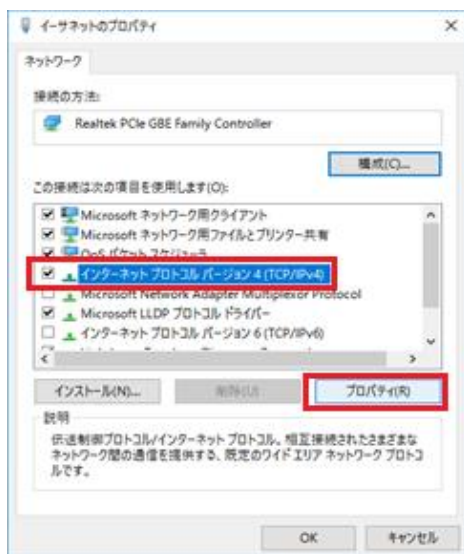 イーサネットのプロパティ
ネットワーク
接続の方法:
Realtek PCIe GBE Family Controller
構成(C)...
この接続は次の項目を使用します(O):
Microsoft ネットワーク用クライアント
Microsoft ネットワーク用ファイルとプリンター共有
QoS パケット スケジューラ
インターネット プロトコル バージョン 4 (TCP/IPv4)
Microsoft Network Adapter Multiplexor Protocol
Microsoft LLDP プロトコル ドライバー
インターネット プロトコル バージョン 6 (TCP/IPv6)
インストール(N)...
削除(U)
プロパティ(R)
説明
伝送制御プロトコル/インターネット プロトコル。相互接続されたさまざまな
ネットワーク間の通信を提供する、既定のワイド エリア ネットワーク プロトコ
ルです。
OK
キャンセル